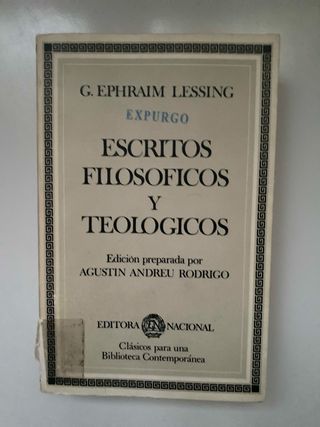 G. EPHRAIM LESSING
EXPURGO
ESCRITOS
FILOSOFICOS
Y
TEOLOGICOS
Edición preparada por
AGUSTIN ANDREU RODRIGO
EDITORA EN NACIONAL
Clásicos para una
Biblioteca Contemporánea